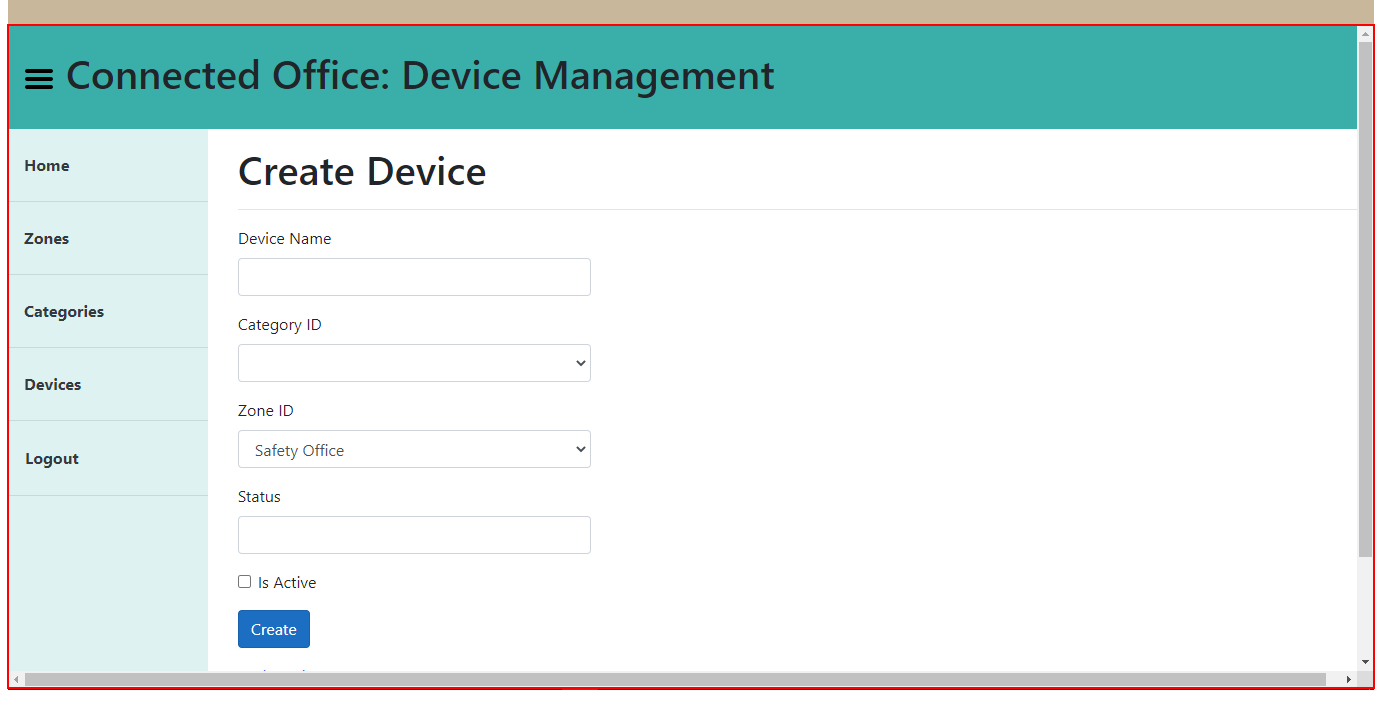 Connected Office: Device Management
Home
Zones
Categories
Devices
Logout
Create Device
Device Name
Category ID
Zone ID
Safety Office
Status
Is Active
Create